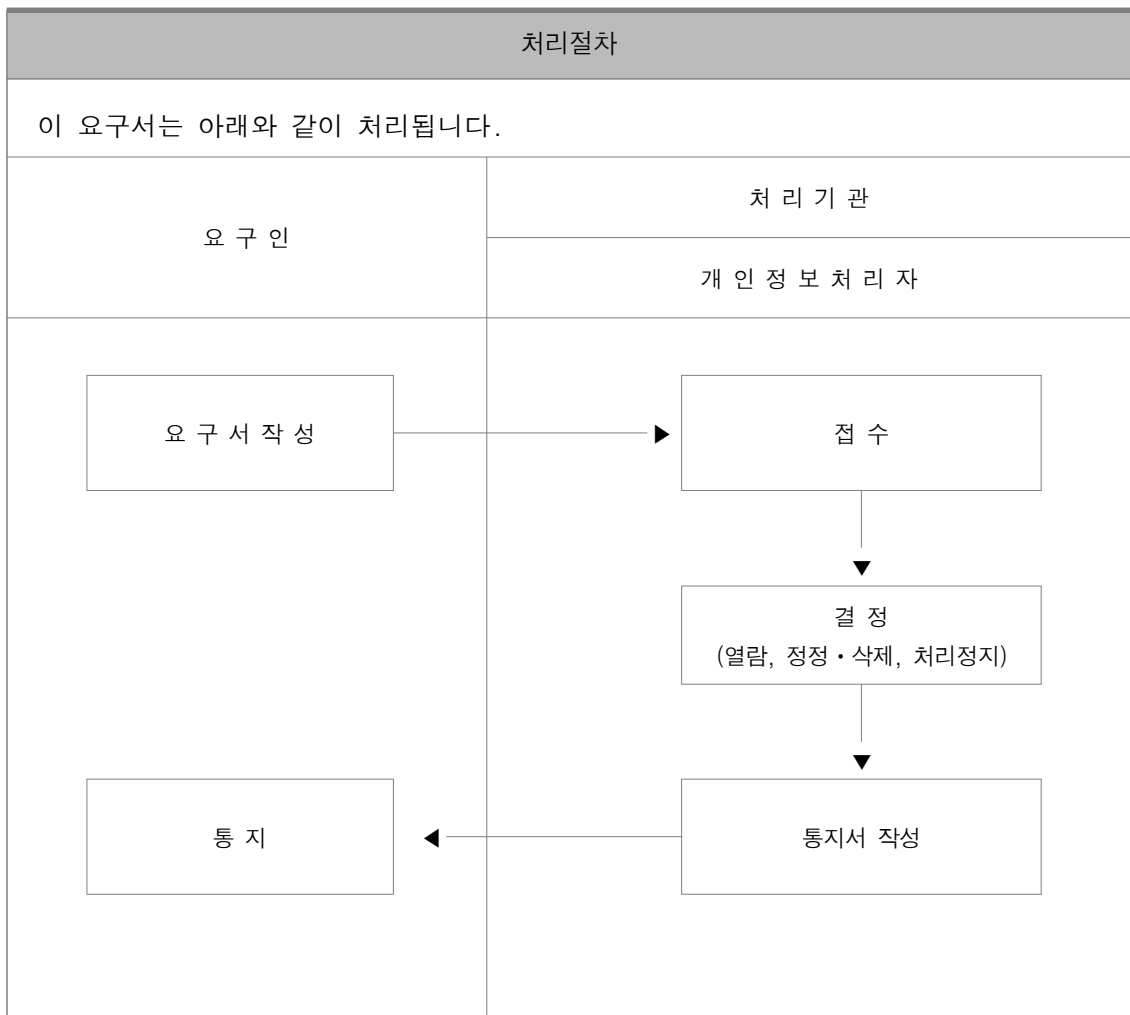 처리절차
이 요구서는 아래와 같이 처리됩니다.
요 구 인
처 리 기 관
개 인 정 보 처 리 자
요 구 서 작 성
접 수
결 정
(열람, 정정・삭제, 처리정지)
통 지
통지서 작성